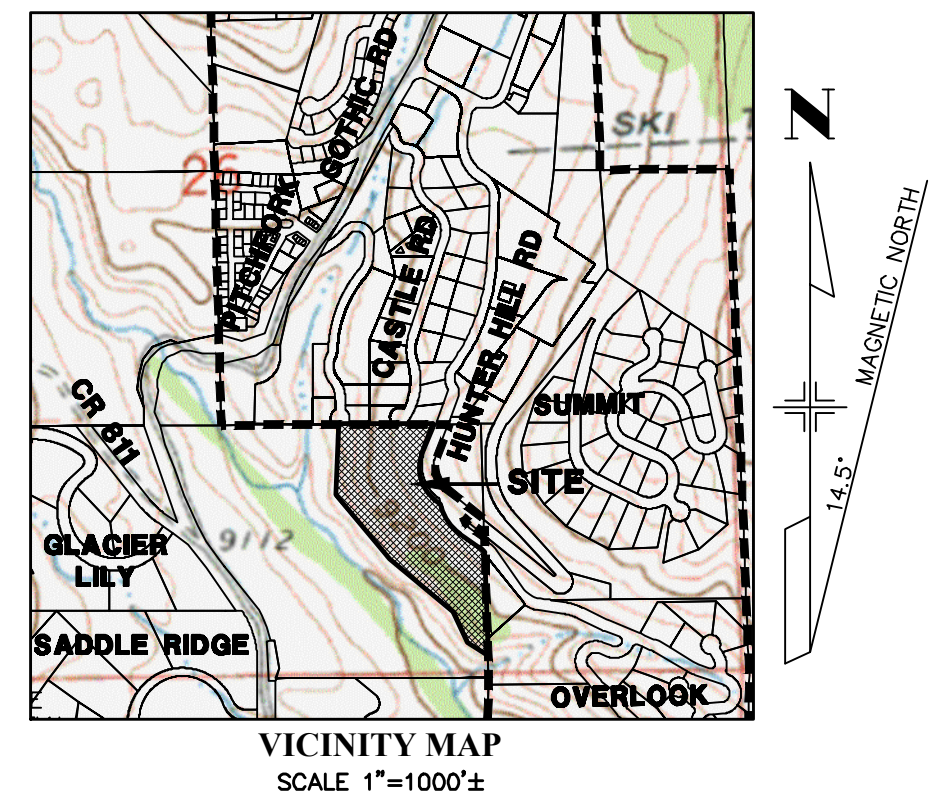 GOTHIC RD
SKI
26
PITCHFORK
CASTLE RD
HUNTER HILL RD
SUMMIT
CR 811
SITE
9112
GLACIER
LILY
SADDLE RIDGE
OVERLOOK
N
MAGNETIC NORTH
14.5°
VICINITY MAP
SCALE 1"=1000'±